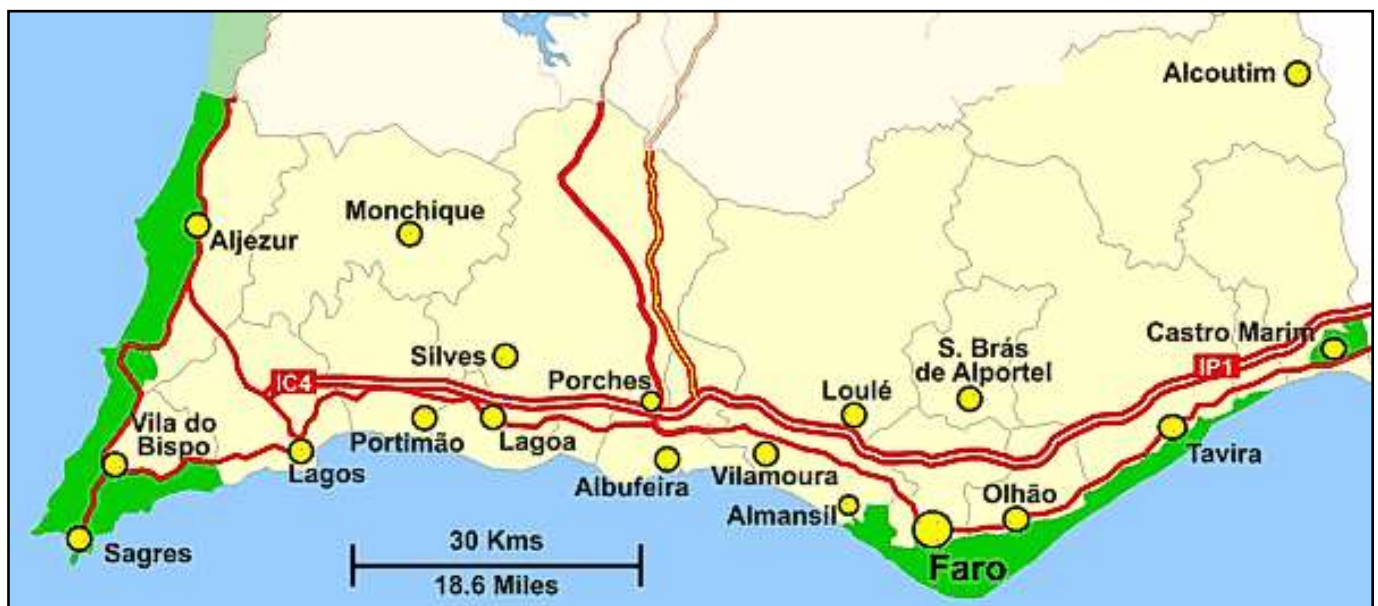 Alcoutim
Monchique
Aljezur
Castro Marim
Silves
S. Brás
de Alportel
IP1
IC4
Porches
Loulé
Vila do
Bispo
Portimão
Lagoa
Tavira
Lagos
Albufeira
Vilamoura
Olhão
Almansil
30 Kms
Sagres
Faro
18.6 Miles